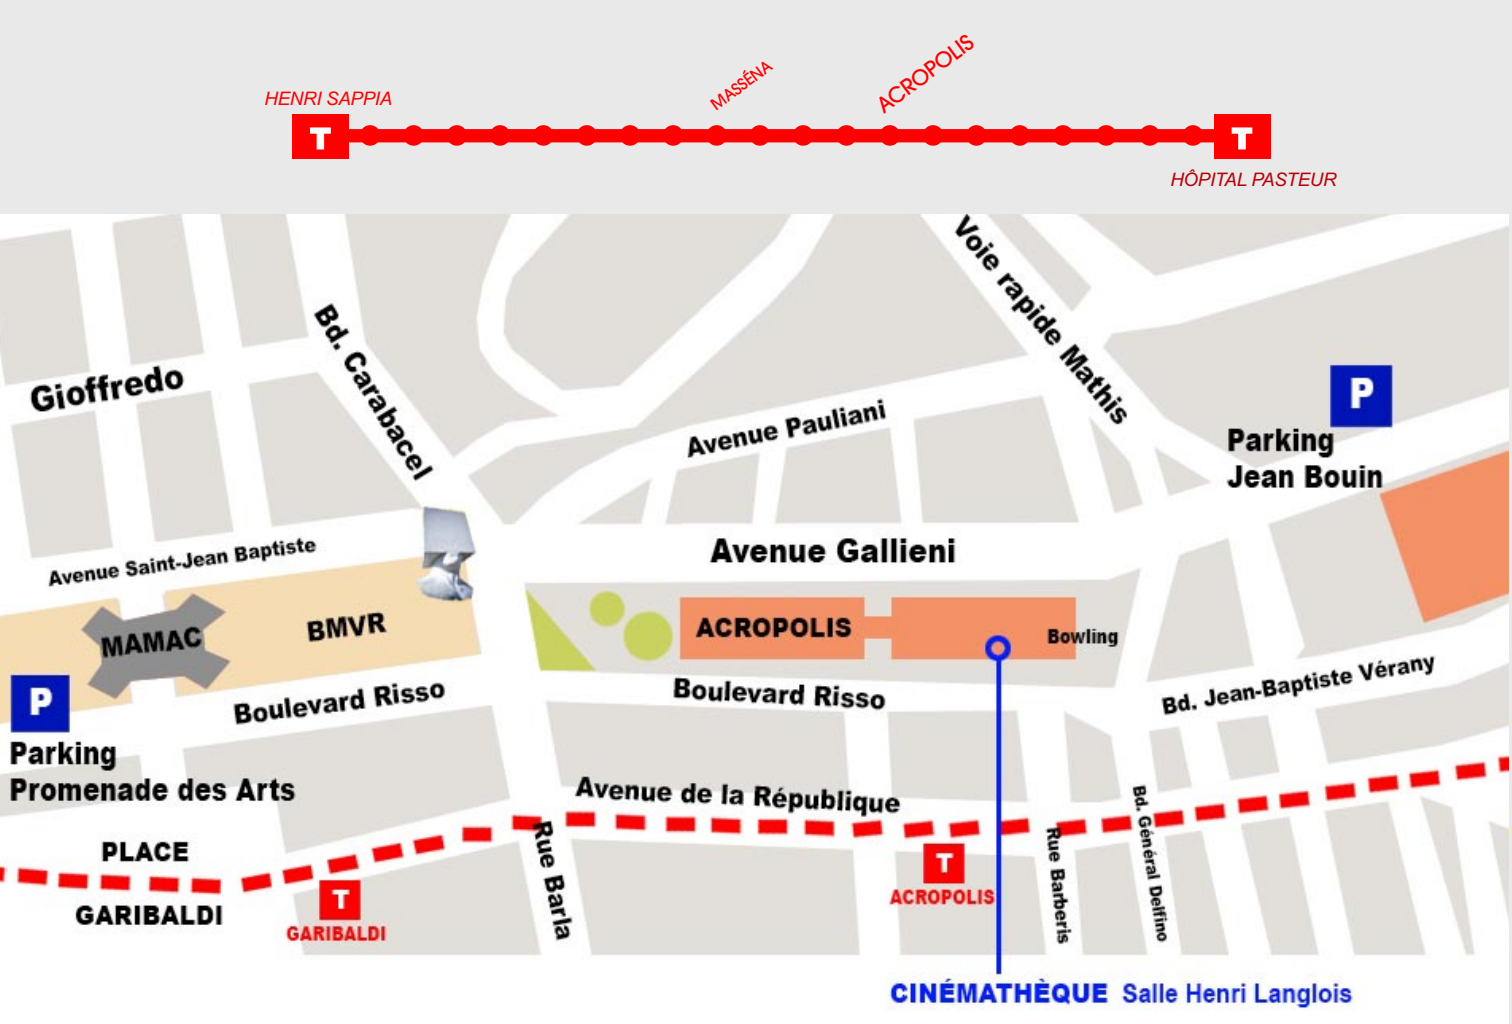 MASSÉNA
ACROPOLIS
HENRI SAPPIA
T
T
HÔPITAL PASTEUR
Voie rapide Mathis
Bd. Carabacel
Gioffredo
P
Parking
Jean Bouin
Avenue Pauliani
Avenue Saint-Jean Baptiste
Avenue Gallieni
MAMAC
BMVR
ACROPOLIS
Bowling
P
Parking
Promenade des Arts
Boulevard Risso
Boulevard Risso
Bd. Jean-Baptiste Vérany
Avenue de la République
PLACE
GARIBALDI
T
GARIBALDI
Rue Barla
T
ACROPOLIS
Rue Barberis
Bd. Général Delfino
CINÉMATHÈQUE Salle Henri Langlois